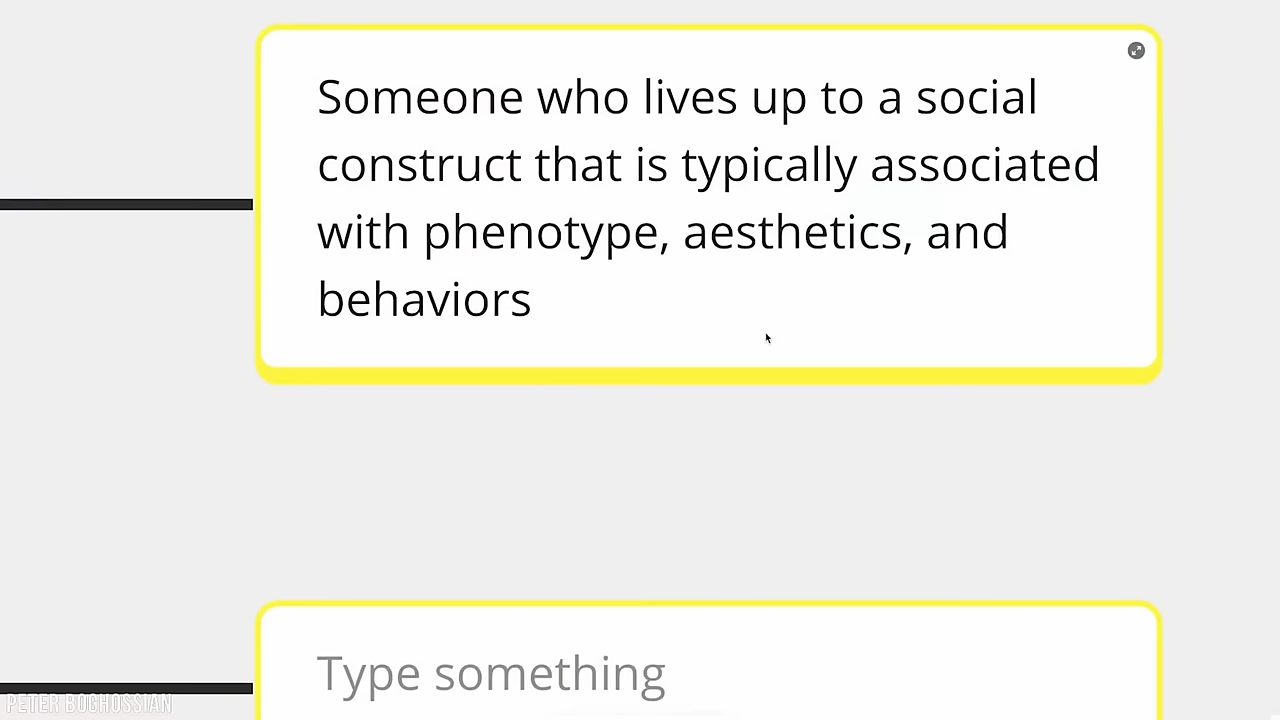 Someone who lives up to a social
construct that is typically associated
with phenotype, aesthetics, and
behaviors
Type something
PETER BOGHOSSIAN